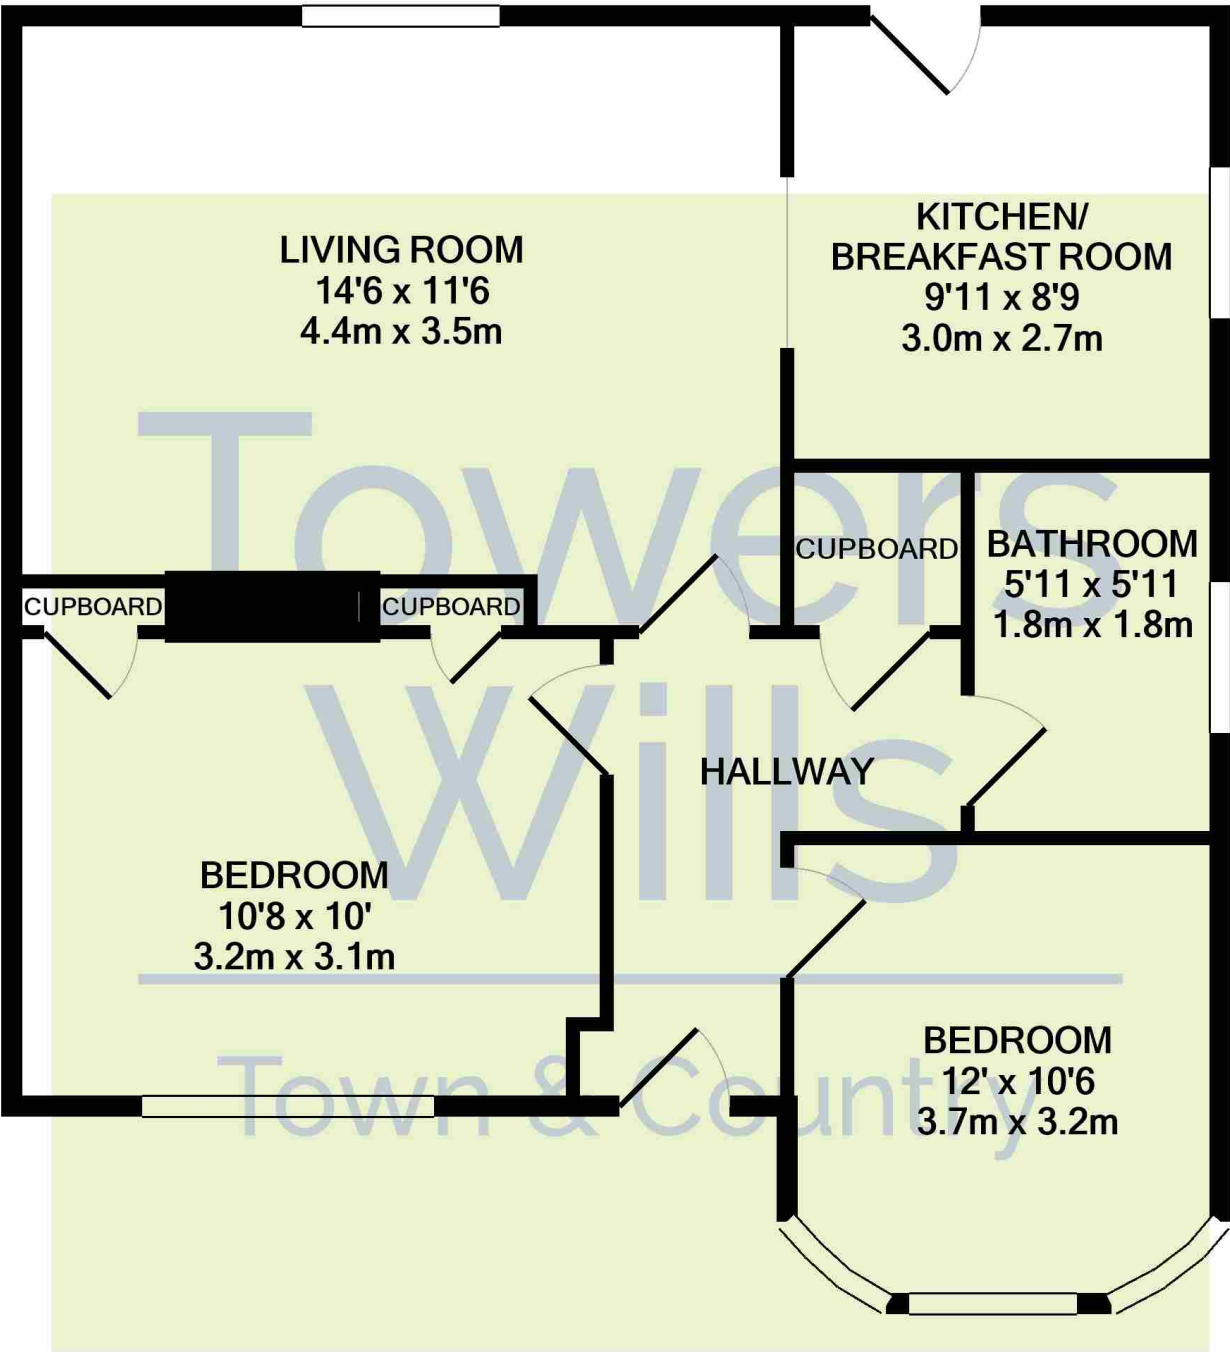 LIVING ROOM
14'6 x 11'6
4.4m x 3.5m
KITCHEN/
BREAKFAST ROOM
9'11 x 8'9
3.0m x 2.7m
Towers
CUPBOARD
BATHROOM
5'11 x 5'11
1.8m x 1.8m
CUPBOARD
CUPBOARD
Wills
HALLWAY
BEDROOM
10'8 x 10'
3.2m x 3.1m
BEDROOM
12' x 10'6
3.7m x 3.2m
Town & Country